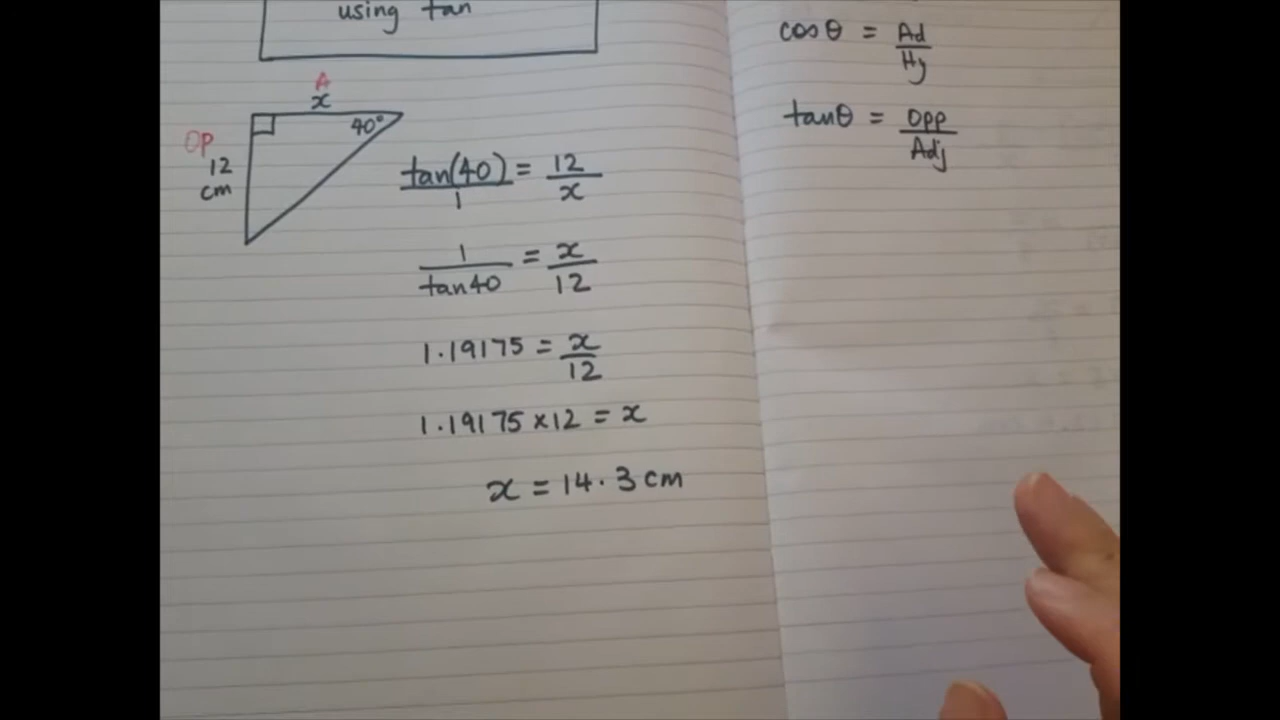 using tan
A
x
40°
Op
12
cm
tan(40)/1 = 12/x
1/tan40 = x/12
1.19175 = x/12
1.19175 × 12 = x
x = 14.3 cm
cosθ = Ad/Hy
tanθ = Opp/Adj